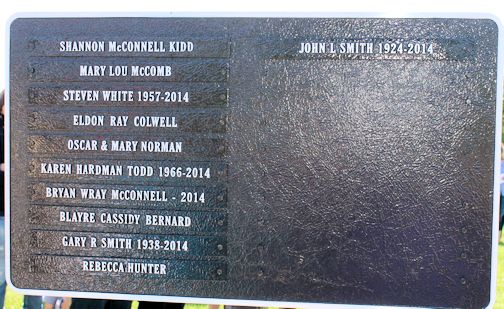 SHANNON McCONNELL KIDD
MARY LOU McCOMB
STEVEN WHITE 1957-2014
ELDON RAY COLWELL
OSCAR & MARY NORMAN
KAREN HARDMAN TODD 1966-2014
BRYAN WRAY McCONNELL - 2014
BLAYRE CASSIDY BERNARD
GARY R SMITH 1938-2014
REBECCA HUNTER
JOHN L SMITH 1924-2014